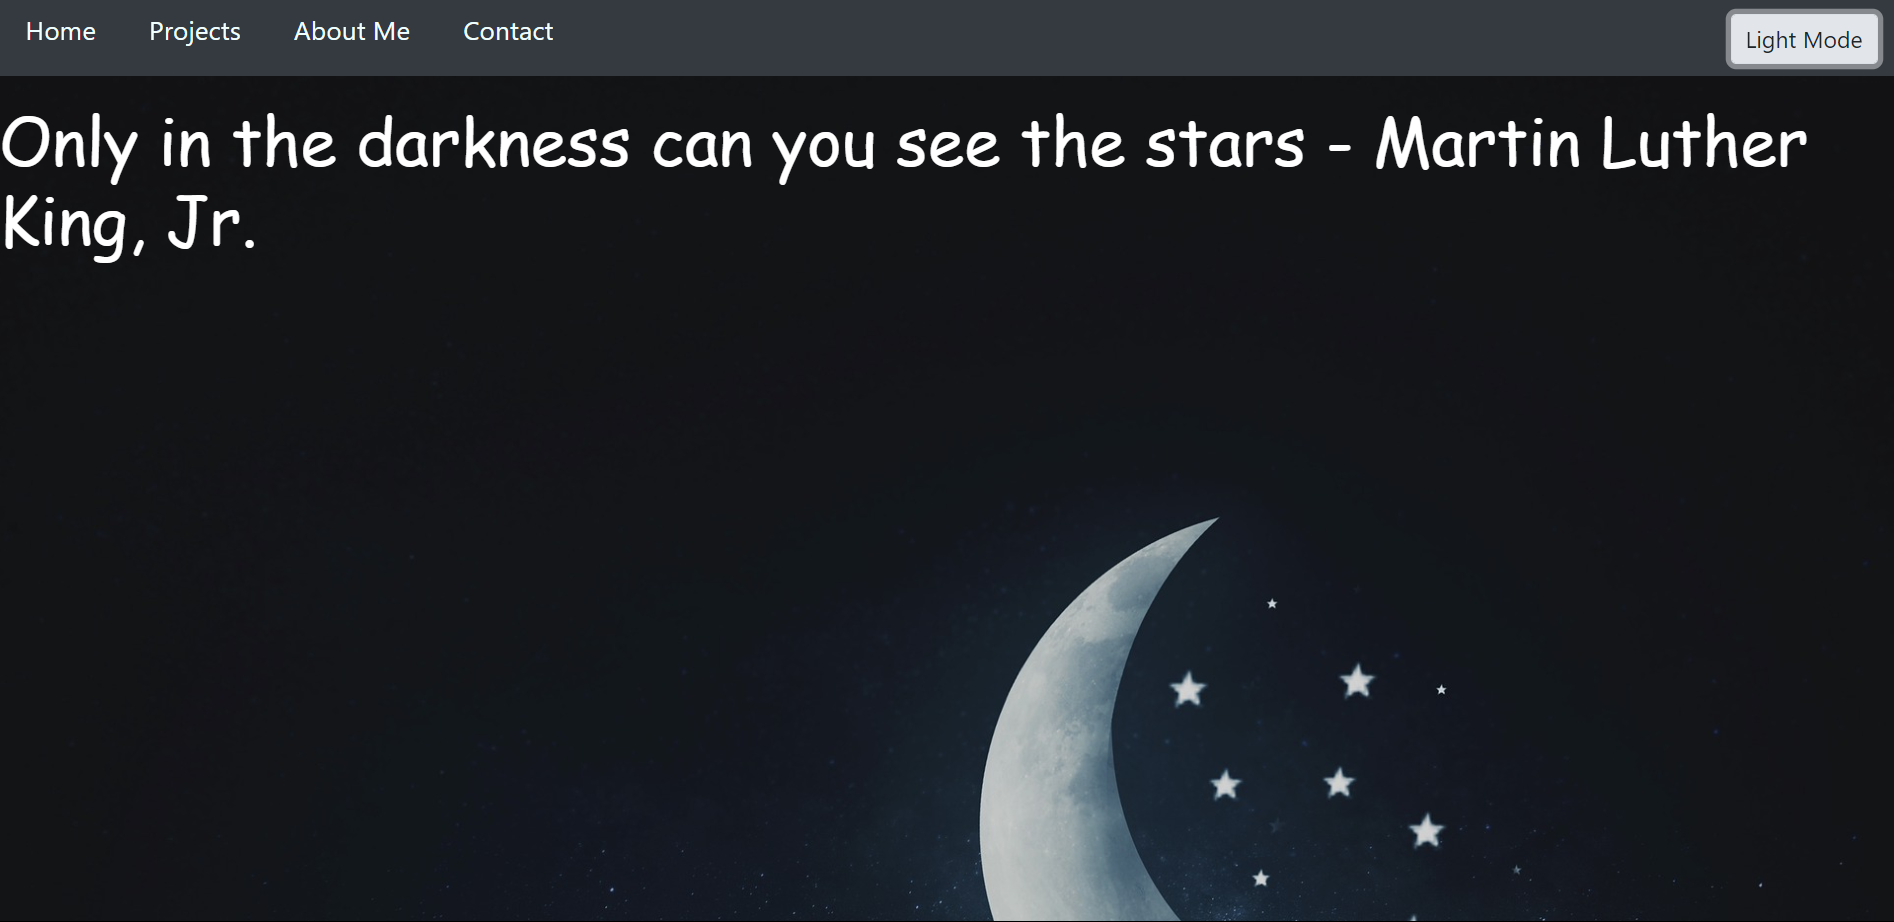 Home Projects About Me Contact Light Mode
Only in the darkness can you see the stars - Martin Luther
King, Jr.